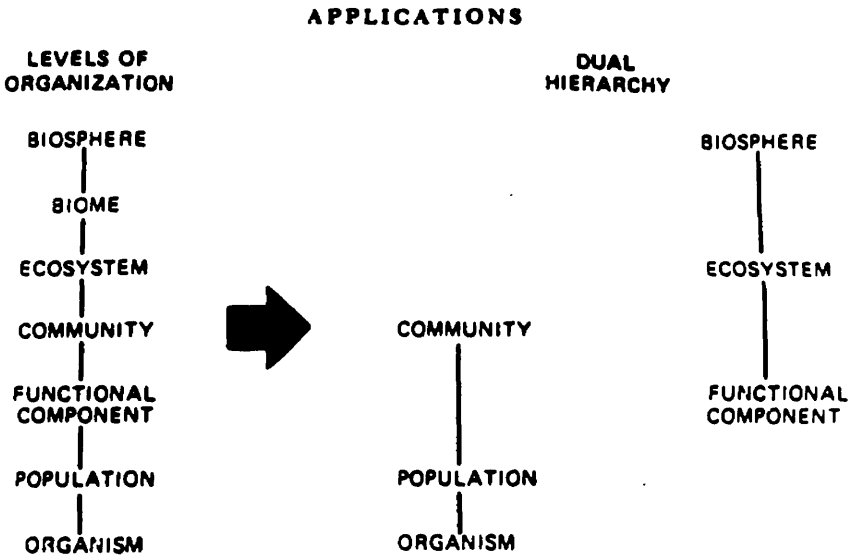 APPLICATIONS
LEVELS OF
ORGANIZATION
BIOSPHERE
BIOME
ECOSYSTEM
COMMUNITY
FUNCTIONAL
COMPONENT
POPULATION
ORGANISM
DUAL
HIERARCHY
COMMUNITY
POPULATION
ORGANISM
BIOSPHERE
ECOSYSTEM
FUNCTIONAL
COMPONENT